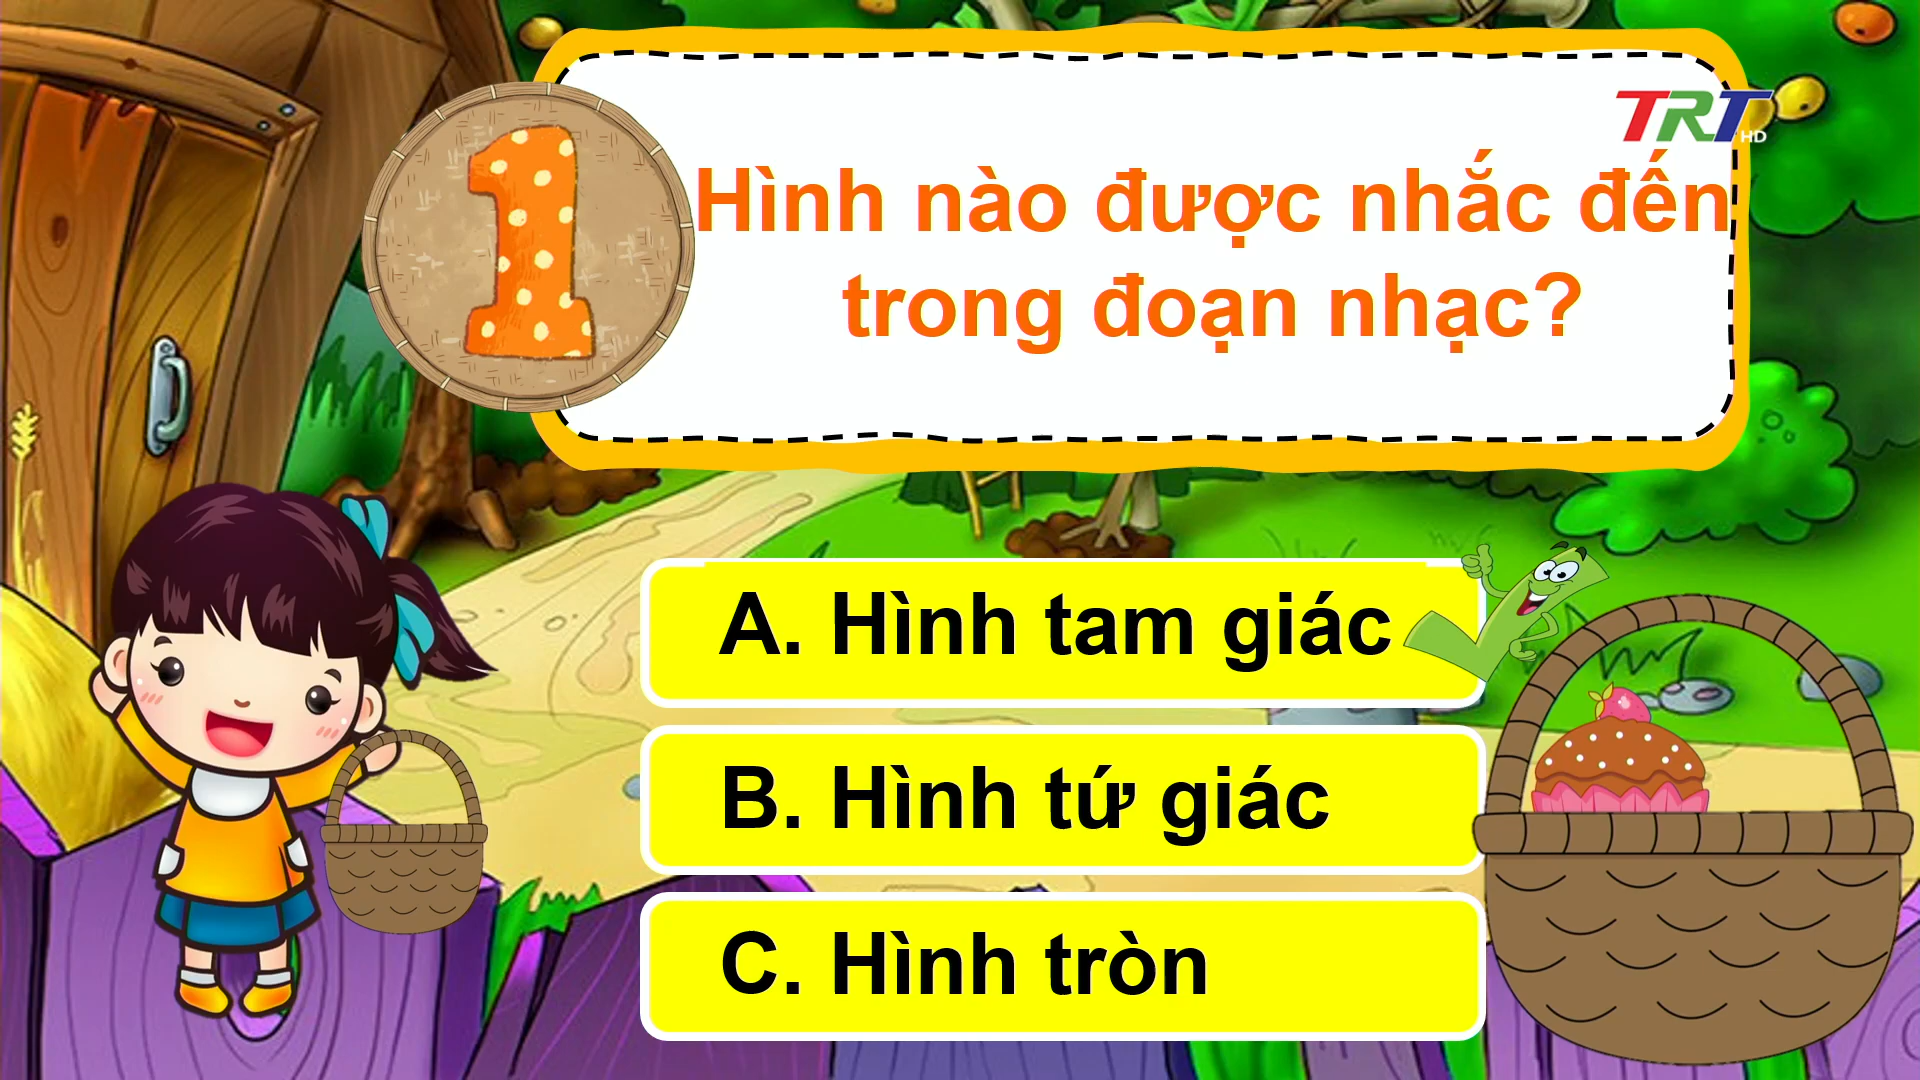 TRT HD
1
Hình nào được nhắc đến
trong đoạn nhạc?
A. Hình tam giác
B. Hình tứ giác
C. Hình tròn